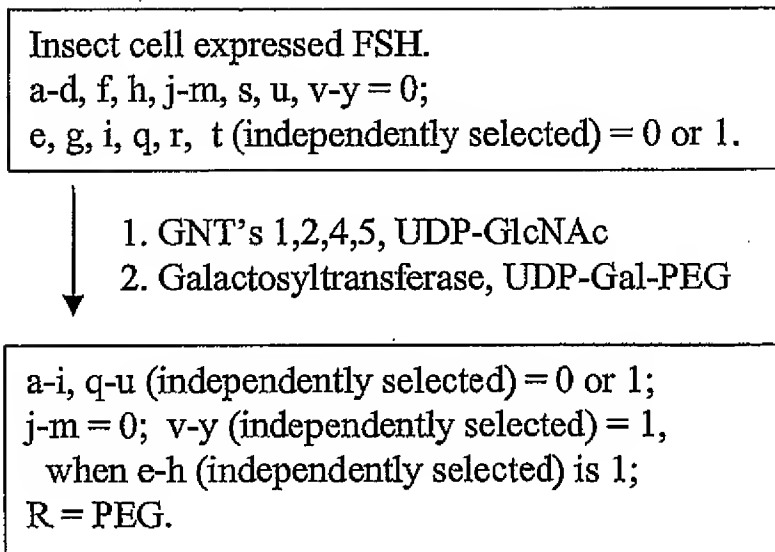 Insect cell expressed FSH.
a-d, f, h, j-m, s, u, v-y = 0;
e, g, i, q, r, t (independently selected) = 0 or 1.
1. GNT's 1,2,4,5, UDP-GlcNAc
2. Galactosyltransferase, UDP-Gal-PEG
a-i, q-u (independently selected) = 0 or 1;
j-m = 0; v-y (independently selected) = 1,
when e-h (independently selected) is 1;
R = PEG.